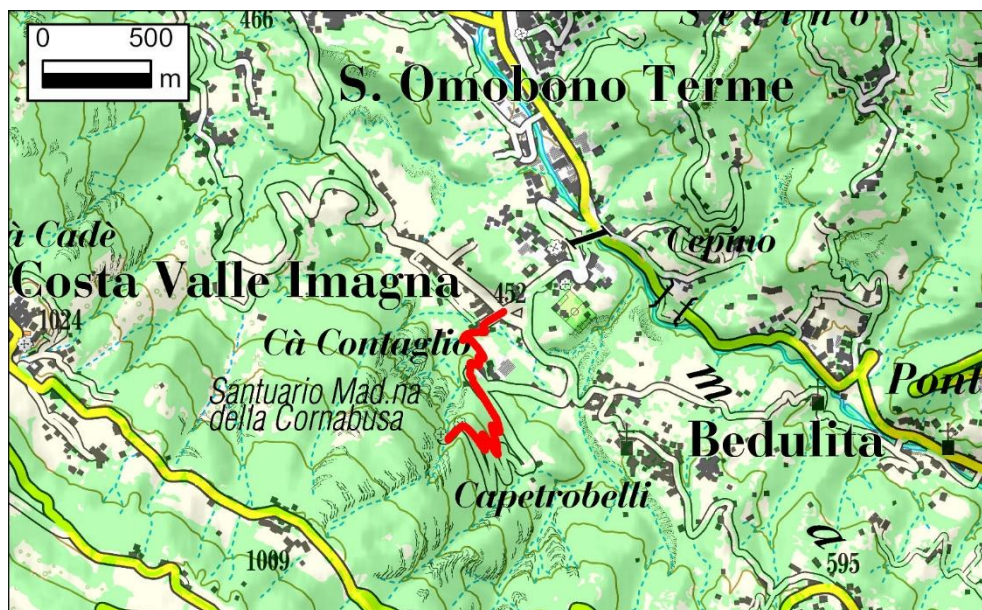 0 500
m
466
Selino
S. Omobono Terme
à Cadè
Cepino
Costa Valle Imagna
452
1024
Cà Contaglio
Santuario Mad.na
della Cornabusa
m
Pont
Bedulita
Capetrobelli
a
1009
595